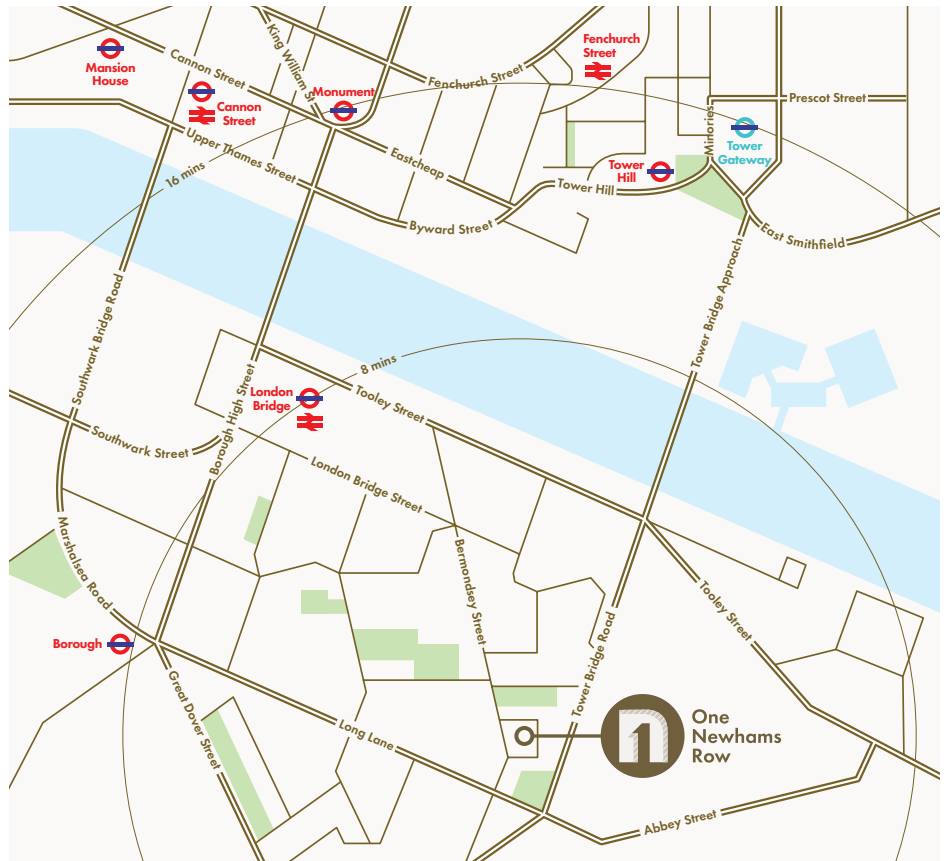 King William St
Fenchurch
Street
Mansion
House
Cannon Street
Fenchurch Street
Monument
Cannon
Street
Prescot Street
Minories
Tower
Gateway
Upper Thames Street
Eastcheap
16 mins
Tower
Hill
Tower Hill
Byward Street
East Smithfield
Tower Bridge Approach
Southwark Bridge Road
8 mins
London
Bridge
Tooley Street
Borough High Street
Southwark Street
London Bridge Street
Marshalsea Road
Bermondsey Street
Tooley Street
Borough
Tower Bridge Road
Great Dover Street
Long Lane
One
Newhams
Row
Abbey Street